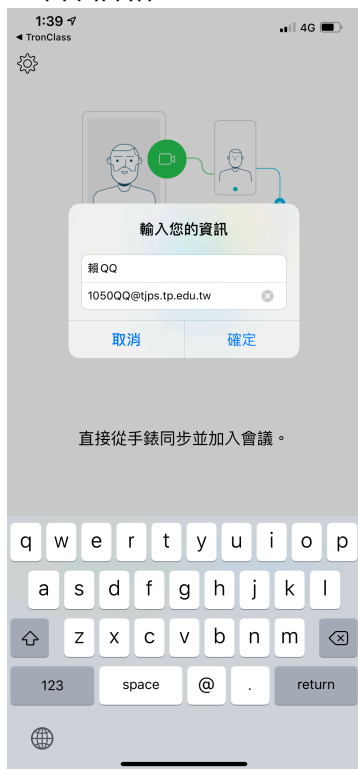 1:39
4G
◀ TronClass
輸入您的資訊
賴QQ
1050QQ@tjps.tp.edu.tw
取消 確定
直接從手錶同步並加入會議。
q w e r t y u i o p
a s d f g h j k l
z x c v b n m
123 space @ . return